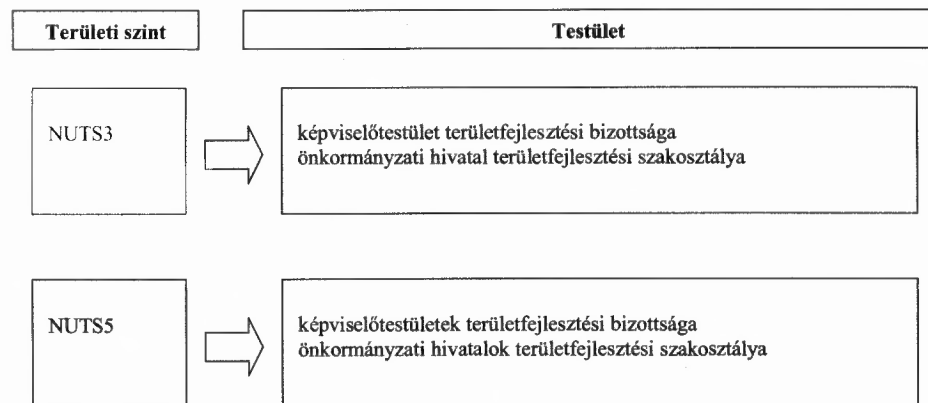 Területi szint
Testület
NUTS3
képviselőtestület területfejlesztési bizottsága
önkormányzati hivatal területfejlesztési szakosztálya
NUTS5
képviselőtestületek területfejlesztési bizottsága
önkormányzati hivatalok területfejlesztési szakosztálya